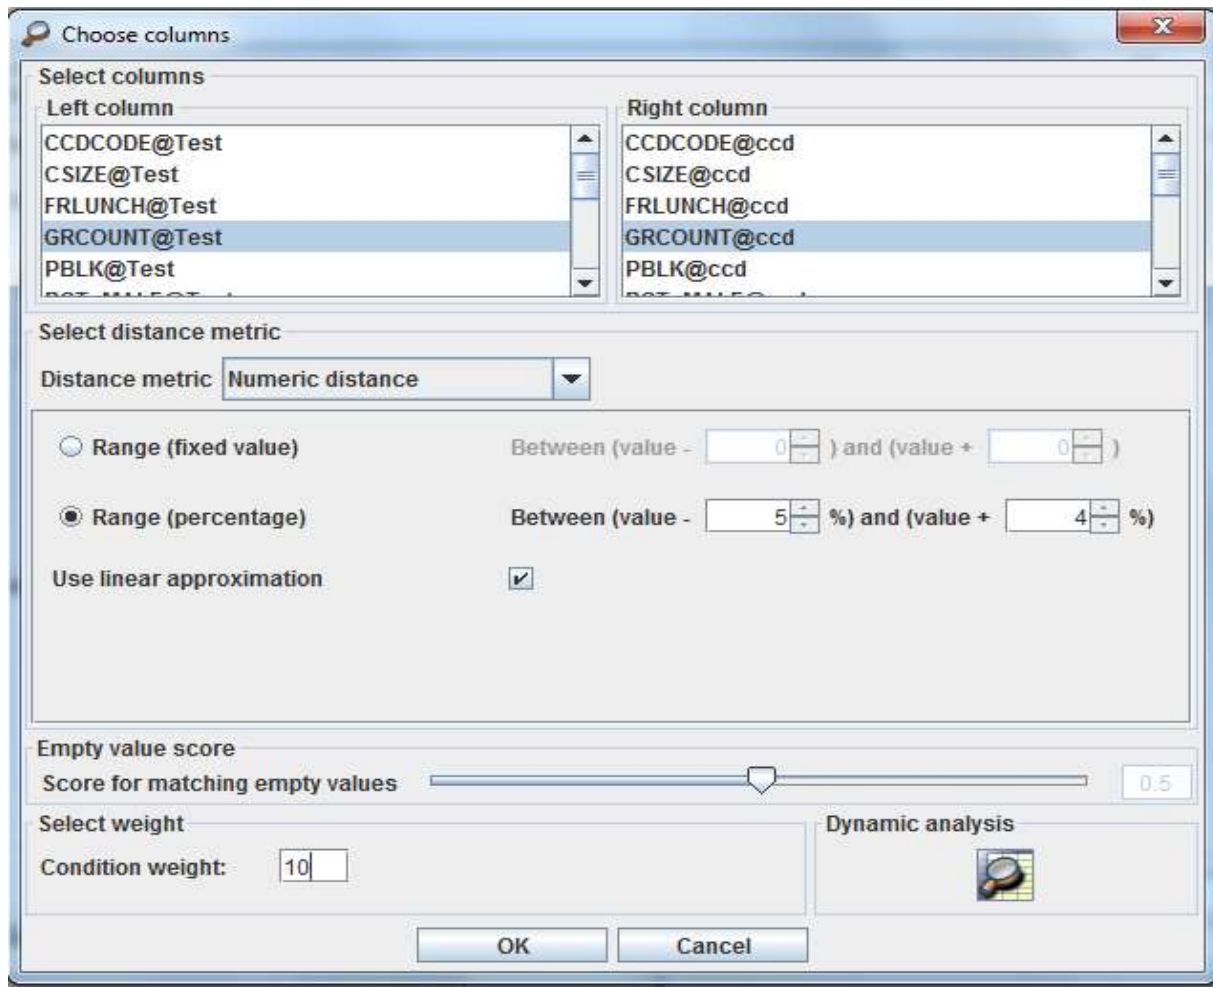 Choose columns
Select columns
Left column
CCDCODE@Test
CSIZE@Test
FRLUNCH@Test
GRCOUNT@Test
PBLK@Test
Right column
CCDCODE@ccd
CSIZE@ccd
FRLUNCH@ccd
GRCOUNT@ccd
PBLK@ccd
Select distance metric
Distance metric Numeric distance
Range (fixed value) Between (value - 0 ) and (value + 0 )
Range (percentage) Between (value - 5 %) and (value + 4 %)
Use linear approximation
Empty value score
Score for matching empty values 0.5
Select weight
Condition weight: 10
Dynamic analysis
OK Cancel